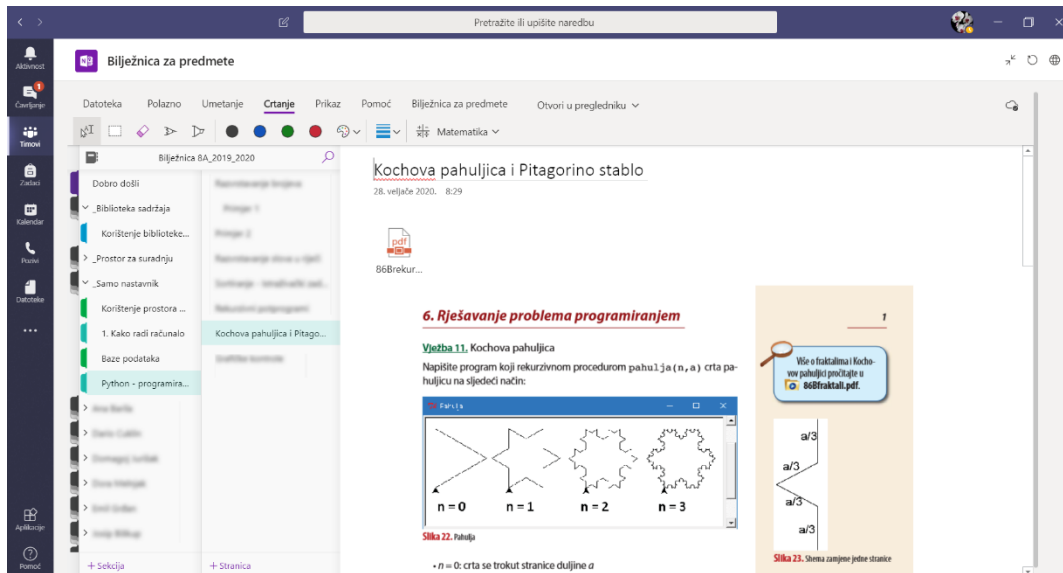 Pretražite ili upišite naredbu
Aktivnost
1
Čavrljanje
Timovi
Zadaci
Kalendar
Pozivi
Datoteke
Aplikacije
Pomoć
Bilježnica za predmete
Datoteka Polazno Umetanje Crtanje Prikaz Pomoć Bilježnica za predmete Otvori u pregledniku
Matematika
Bilježnica 8A_2019_2020
Dobro došli
_Biblioteka sadržaja
Korištenje biblioteke...
_Prostor za suradnju
_Samo nastavnik
Korištenje prostora ...
1. Kako radi računalo
Baze podataka
Python - programira...
+ Sekcija
Kochova pahuljica i Pitago...
+ Stranica
Kochova pahuljica i Pitagorino stablo
28. veljače 2020. 8:29
pdf
86Brekur...
6. Rješavanje problema programiranjem
Vježba 11. Kochova pahuljica
Napišite program koji rekurzivnom procedurom pahulja(n,a) crta pa-
huljicu na sljedeći način:
Pahulja
n = 0 n = 1 n = 2 n = 3
Slika 22. Pahulja
• n = 0: crta se trokut stranice duljine a
1
Više o fraktalima i Kocho-
vov pahuljici pročitajte u
86Bfraktali.pdf.
a/3
a/3
a/3
a/3
Slika 23. Shema zamjene jedne stranice